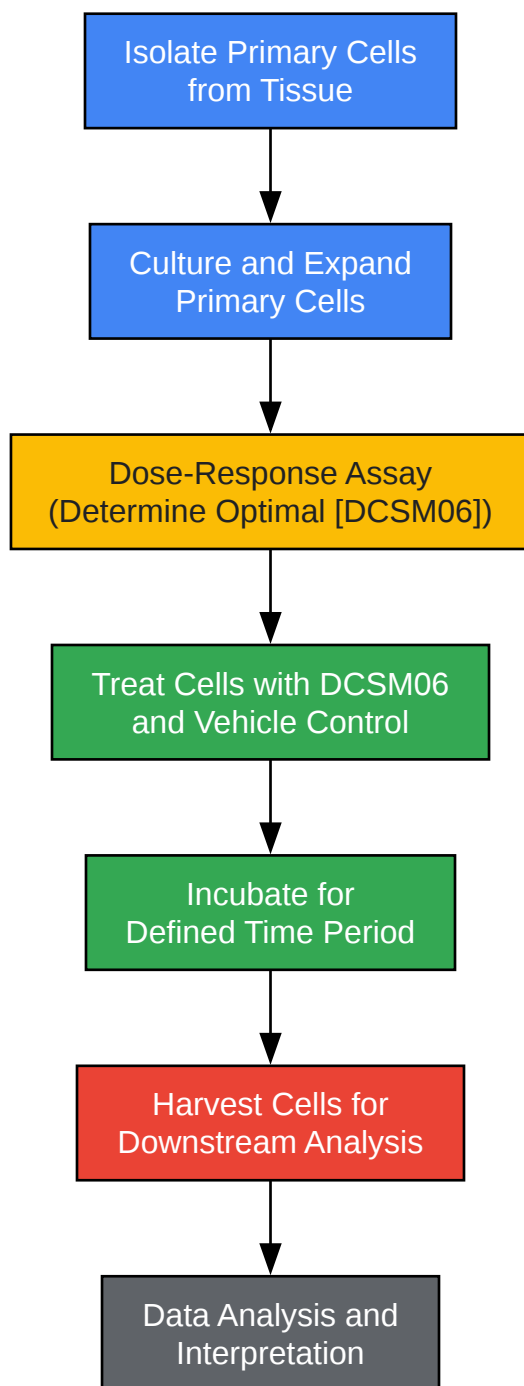 Isolate Primary Cells
from Tissue
Culture and Expand
Primary Cells
Dose-Response Assay
(Determine Optimal [DCSM06])
Treat Cells with DCSM06
and Vehicle Control
Incubate for
Defined Time Period
Harvest Cells for
Downstream Analysis
Data Analysis and
Interpretation